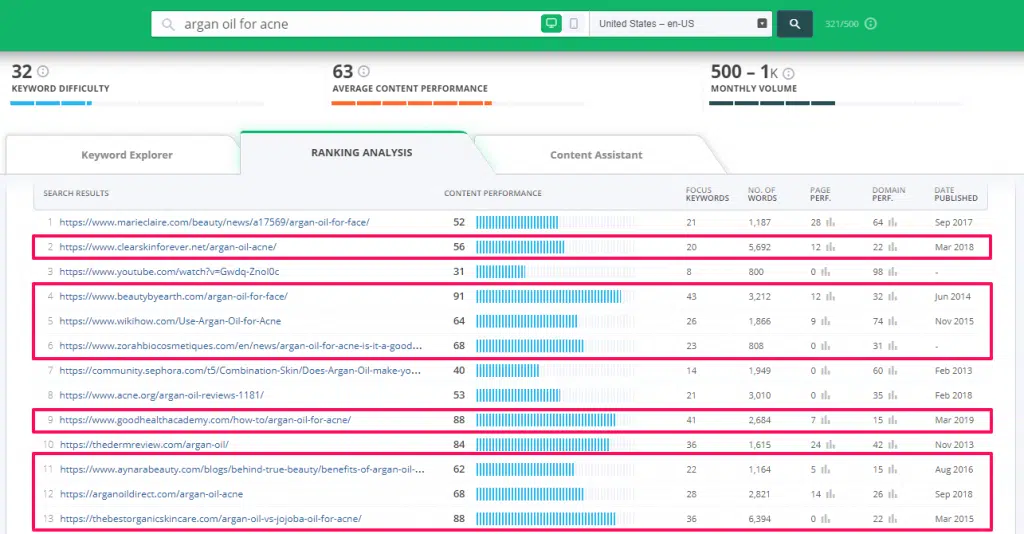 argan oil for acne
United States – en-US
321/500
32
KEYWORD DIFFICULTY
63
AVERAGE CONTENT PERFORMANCE
500 – 1K
MONTHLY VOLUME
Keyword Explorer
RANKING ANALYSIS
Content Assistant
SEARCH RESULTS CONTENT PERFORMANCE FOCUS KEYWORDS NO. OF WORDS PAGE PERF. DOMAIN PERF. DATE PUBLISHED
1 https://www.marieclaire.com/beauty/news/a17569/argan-oil-for-face/ 52 21 1,187 28 64 Sep 2017
2 https://www.clearskinforever.net/argan-oil-acne/ 56 20 5,692 12 22 Mar 2018
3 https://www.youtube.com/watch?v=Gwdq-Znol0c 31 8 800 0 98 -
4 https://www.beautybyearth.com/argan-oil-for-face/ 91 43 3,212 12 32 Jun 2014
5 https://www.wikihow.com/Use-Argan-Oil-for-Acne 64 26 1,866 9 74 Nov 2015
6 https://www.zorahbiocosmetiques.com/en/news/argan-oil-for-acne-is-it-a-good... 68 23 808 0 31 -
7 https://community.sephora.com/t5/Combination-Skin/Does-Argan-Oil-make-yo... 40 14 1,949 0 60 Feb 2013
8 https://www.acne.org/argan-oil-reviews-1181/ 53 21 3,010 0 35 Feb 2018
9 https://www.goodhealthacademy.com/how-to/argan-oil-for-acne/ 88 41 2,684 7 15 Mar 2019
10 https://thedermreview.com/argan-oil/ 84 36 1,615 24 42 Nov 2013
11 https://www.aynarabeauty.com/blogs/behind-true-beauty/benefits-of-argan-oil-... 62 22 1,164 5 15 Aug 2016
12 https://arganoildirect.com/argan-oil-acne 68 28 2,821 14 26 Sep 2018
13 https://thebestorganicskincare.com/argan-oil-vs-jojoba-oil-for-acne/ 88 36 6,394 0 22 Mar 2015